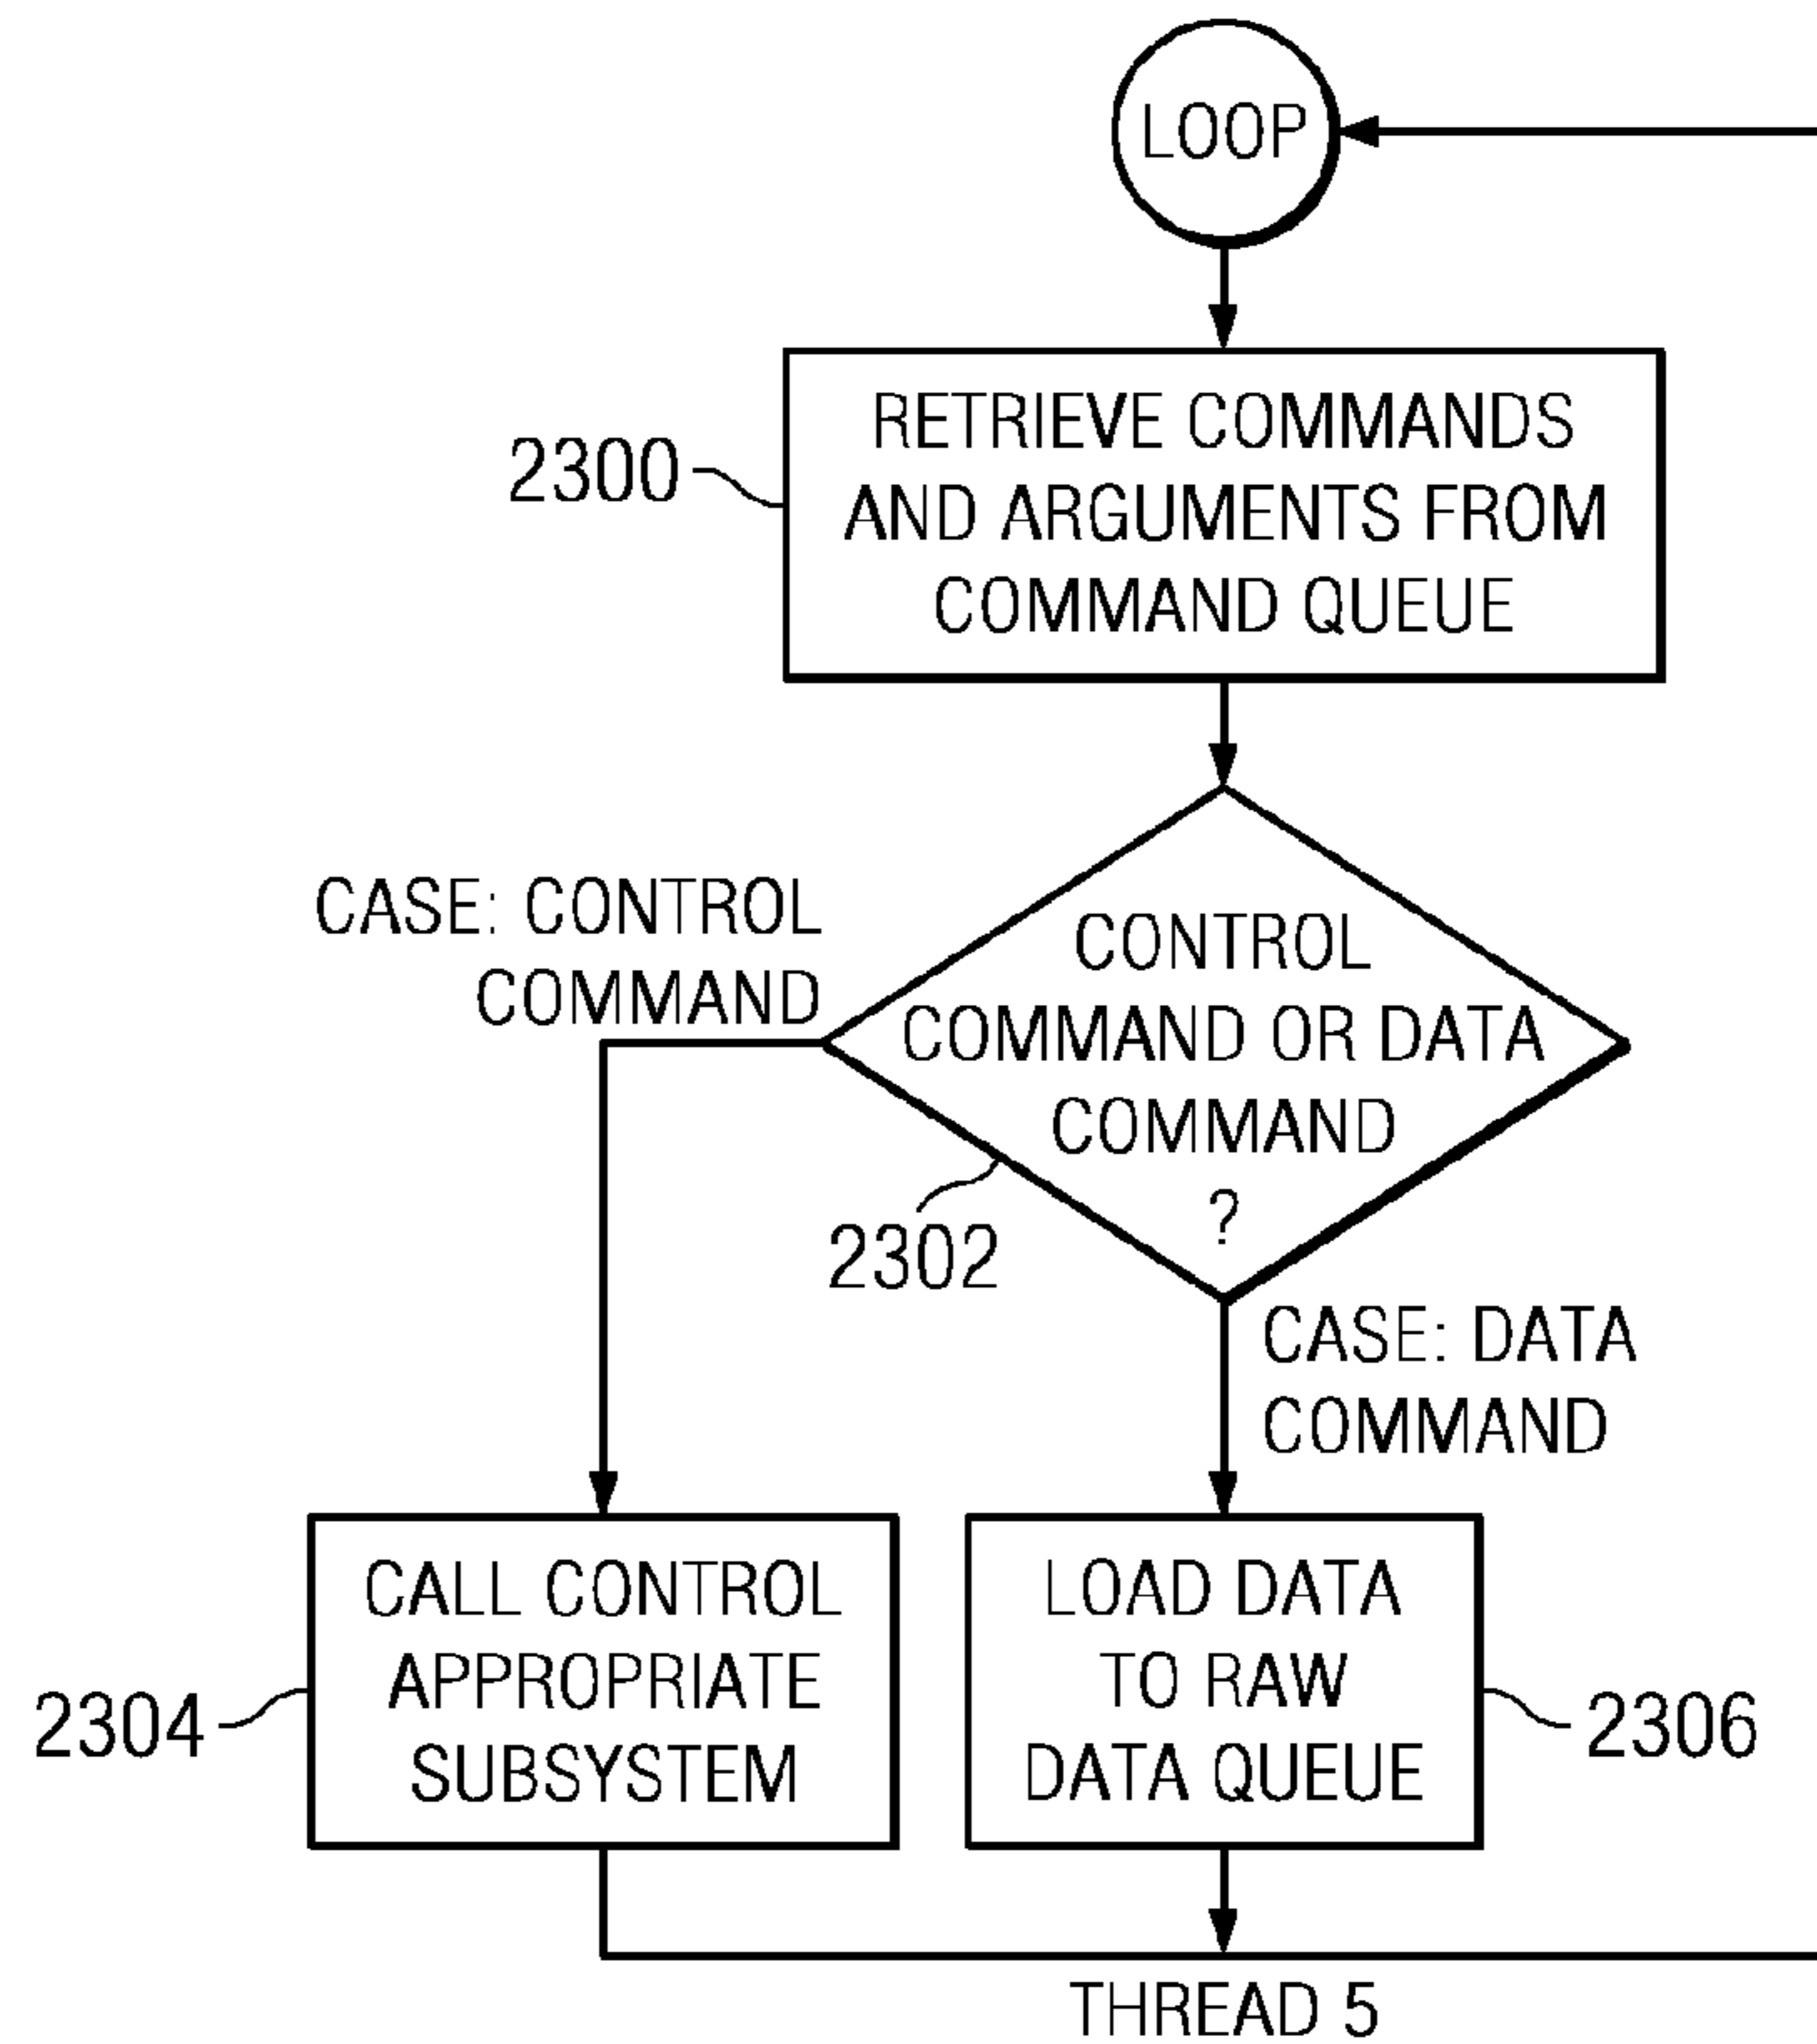 LOOP
RETRIEVE COMMANDS
AND ARGUMENTS FROM
COMMAND QUEUE
2300
CASE: CONTROL
COMMAND
CONTROL
COMMAND OR DATA
COMMAND
?
2302
CASE: DATA
COMMAND
CALL CONTROL
APPROPRIATE
SUBSYSTEM
2304
LOAD DATA
TO RAW
DATA QUEUE
2306
THREAD 5